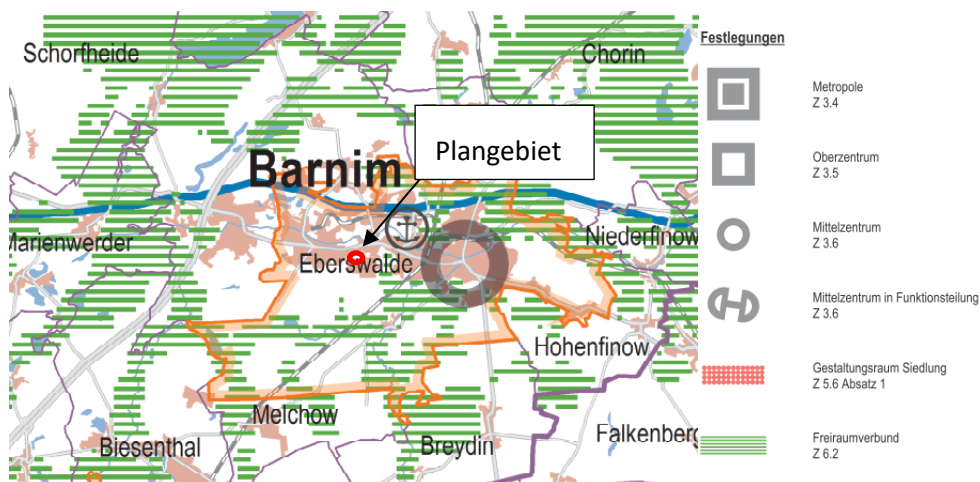 Schorfheide
Chorin
Plangebiet
Barnim
Marienwerder
Niederfinow
Eberswalde
Hohenfinow
Melchow
Biesenthal
Breydin
Falkenberg
Festlegungen
Metropole
Z 3.4
Oberzentrum
Z 3.5
Mittelzentrum
Z 3.6
Mittelzentrum in Funktionsteilung
Z 3.6
Gestaltungsraum Siedlung
Z 5.6 Absatz 1
Freiraumverbund
Z 6.2